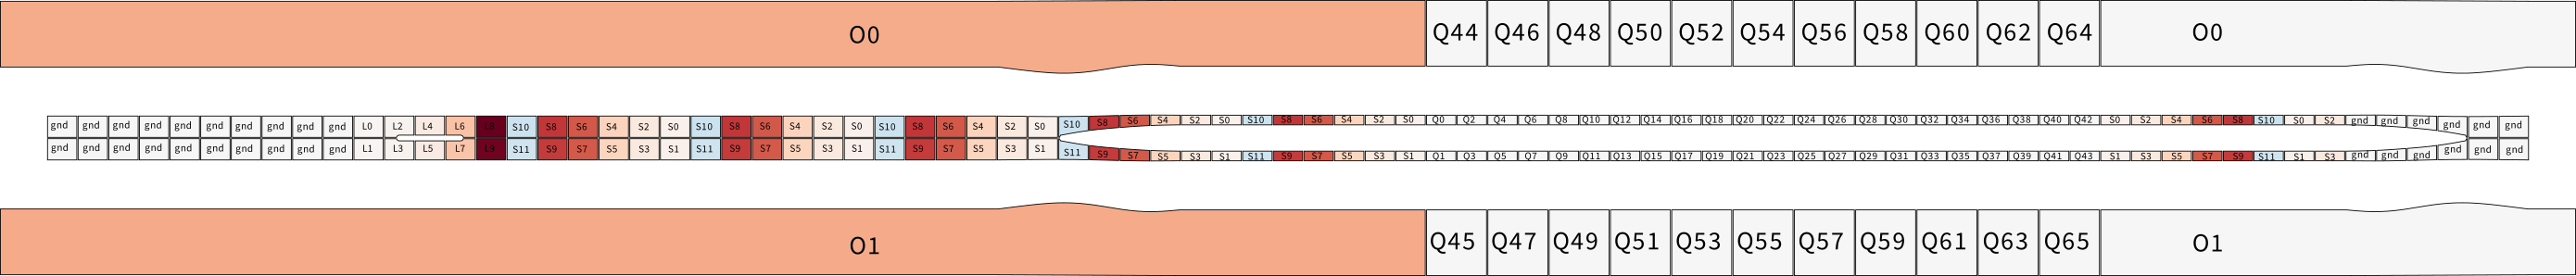 O0 Q44 Q46 Q48 Q50 Q52 Q54 Q56 Q58 Q60 Q62 Q64 O0
gnd gnd gnd gnd gnd gnd gnd gnd gnd gnd L0 L2 L4 L6 L8 S10 S8 S6 S4 S2 S0 S10 S8 S6 S4 S2 S0 S10 S8 S6 S4 S2 S0 S10 S8 S6 S4 S2 S0 S10 S8 S6 S4 S2 S0 Q0 Q2 Q4 Q6 Q8 Q10 Q12 Q14 Q16 Q18 Q20 Q22 Q24 Q26 Q28 Q30 Q32 Q34 Q36 Q38 Q40 Q42 S0 S2 S4 S6 S8 S10 S0 S2 gnd gnd gnd gnd gnd gnd
gnd gnd gnd gnd gnd gnd gnd gnd gnd gnd L1 L3 L5 L7 L9 S11 S9 S7 S5 S3 S1 S11 S9 S7 S5 S3 S1 S11 S9 S7 S5 S3 S1 S11 S9 S7 S5 S3 S1 S11 S9 S7 S5 S3 S1 Q1 Q3 Q5 Q7 Q9 Q11 Q13 Q15 Q17 Q19 Q21 Q23 Q25 Q27 Q29 Q31 Q33 Q35 Q37 Q39 Q41 Q43 S1 S3 S5 S7 S9 S11 S1 S3 gnd gnd gnd gnd gnd gnd
O1 Q45 Q47 Q49 Q51 Q53 Q55 Q57 Q59 Q61 Q63 Q65 O1